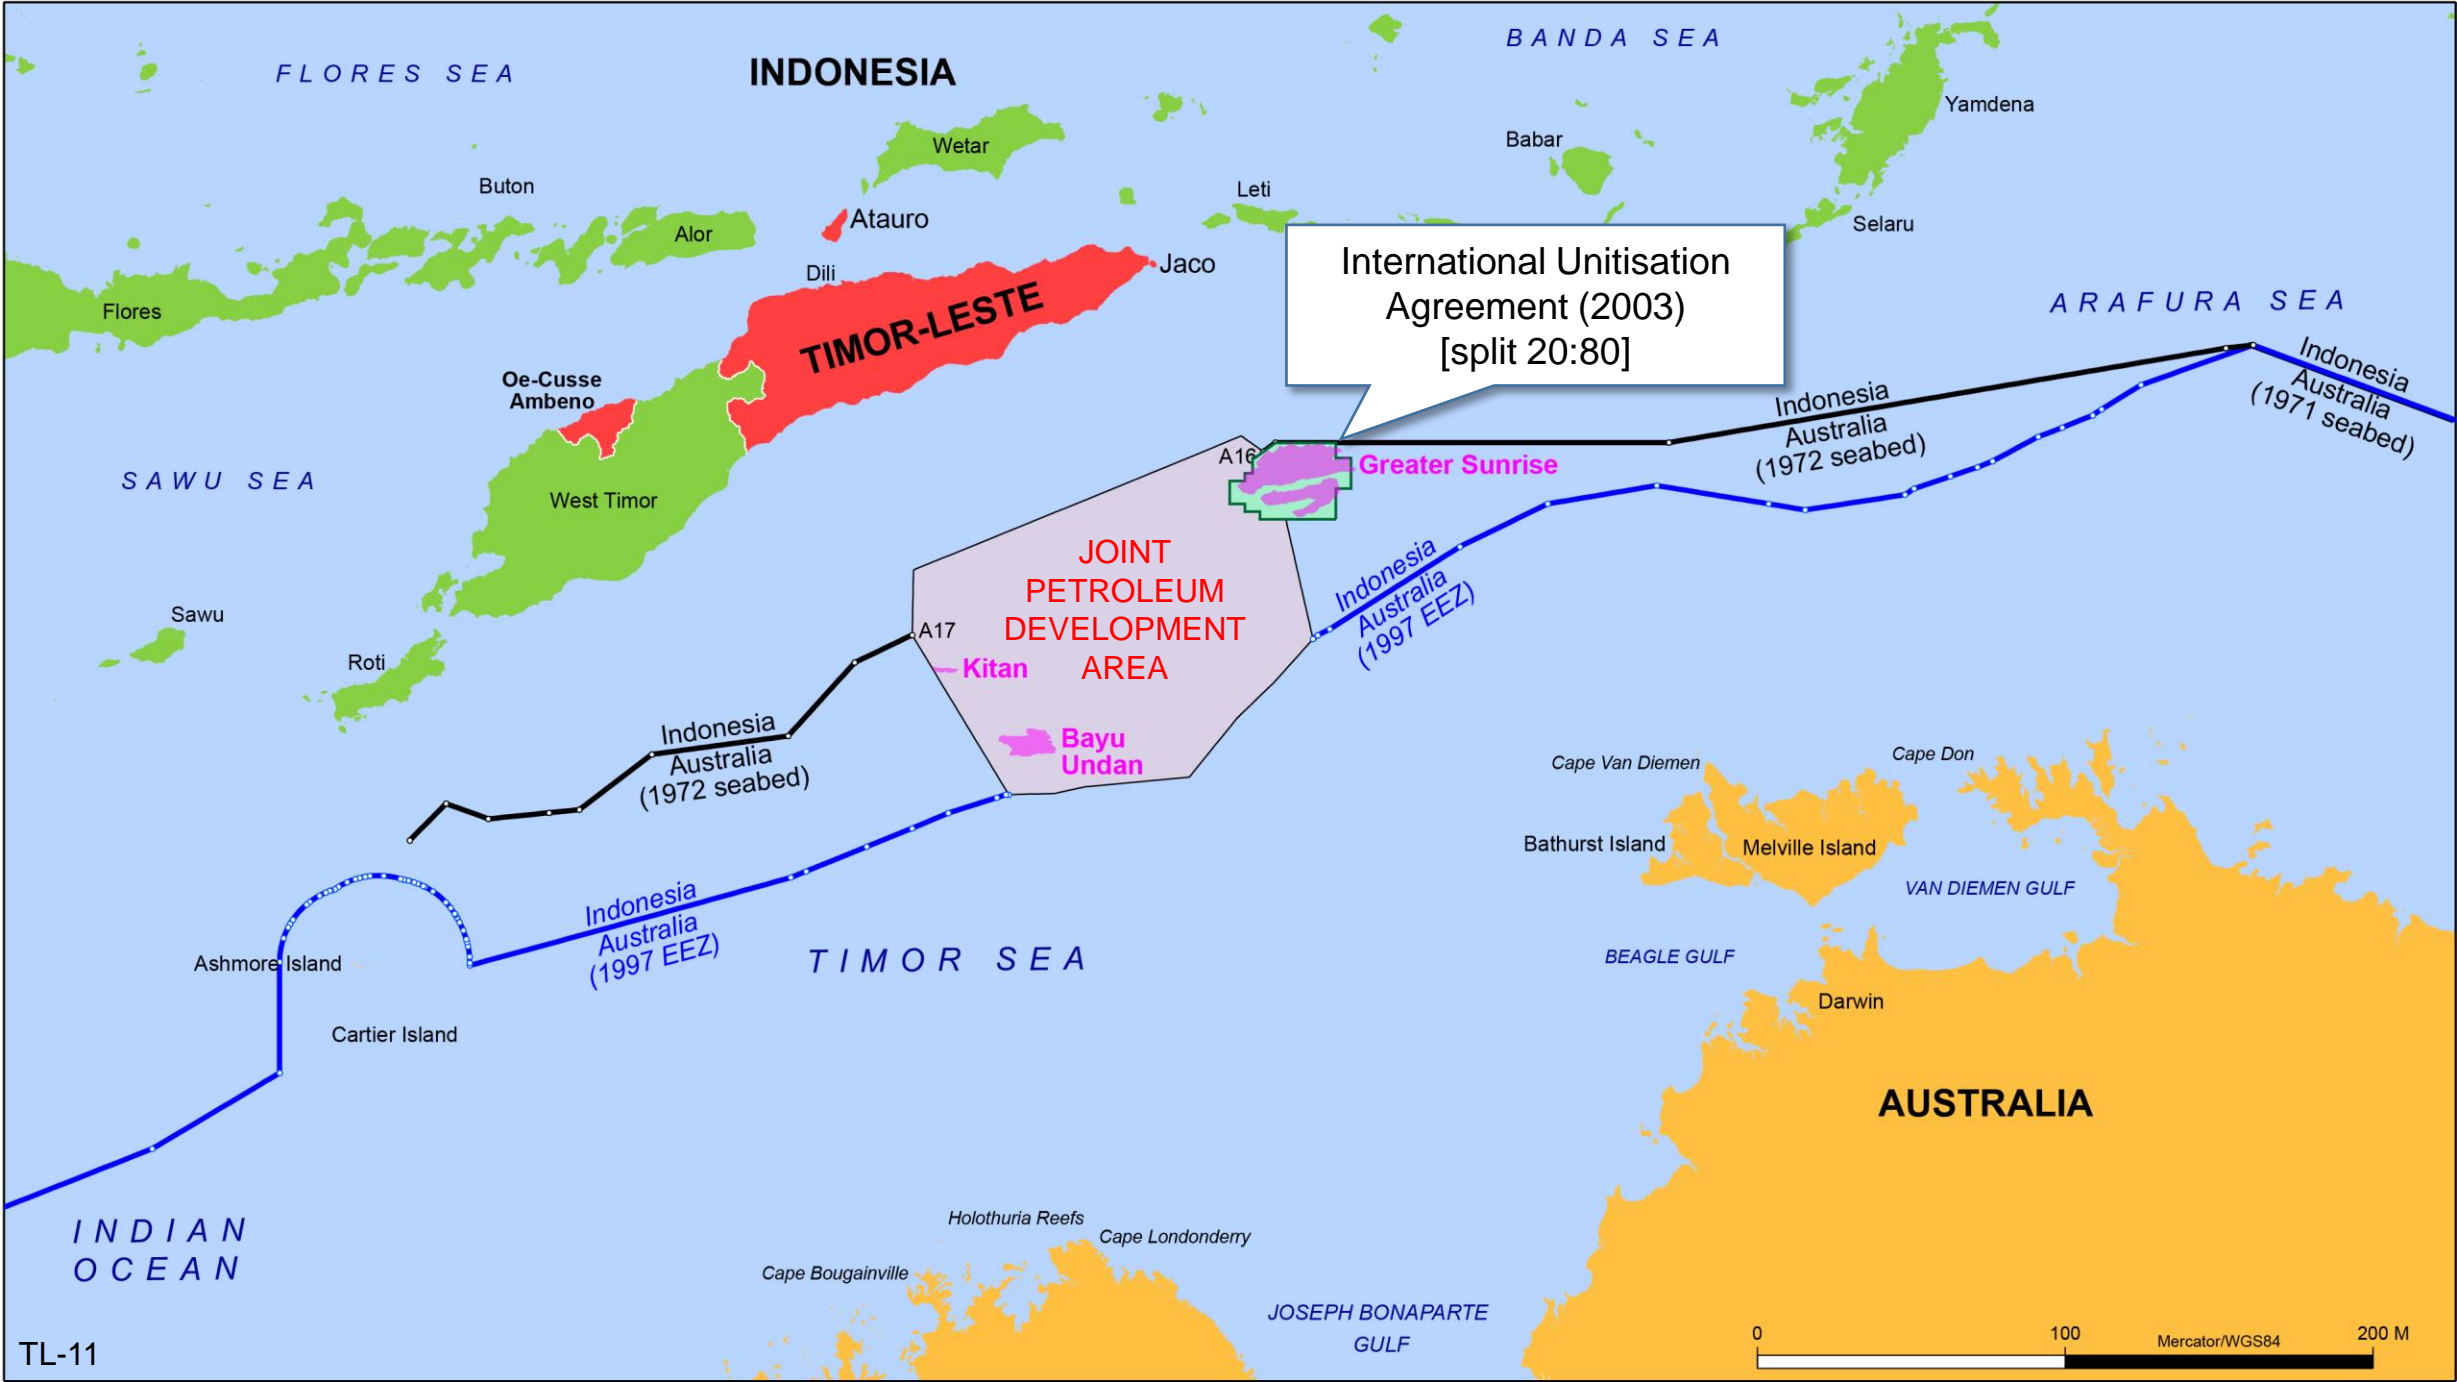 FLORES SEA
INDONESIA
BANDA SEA
Yamdena
Wetar
Babar
Buton
Leti
Atauro
Alor
Selaru
Dili
Jaco
International Unitisation
Agreement (2003)
[split 20:80]
Flores
TIMOR-LESTE
ARAFURA SEA
Indonesia
Australia
(1971 seabed)
Oe-Cusse
Ambeno
Indonesia
Australia
(1972 seabed)
A16
Greater Sunrise
SAWU SEA
West Timor
JOINT
PETROLEUM
DEVELOPMENT
AREA
Indonesia
Australia
(1997 EEZ)
Sawu
A17
Roti
Kitan
Indonesia
Australia
(1972 seabed)
Bayu
Undan
Cape Van Diemen
Cape Don
Bathurst Island
Melville Island
VAN DIEMEN GULF
Indonesia
Australia
(1997 EEZ)
TIMOR SEA
BEAGLE GULF
Ashmore Island
Darwin
Cartier Island
AUSTRALIA
INDIAN
OCEAN
Holothuria Reefs
Cape Londonderry
Cape Bougainville
JOSEPH BONAPARTE
GULF
0 100 200 M
Mercator/WGS84
TL-11